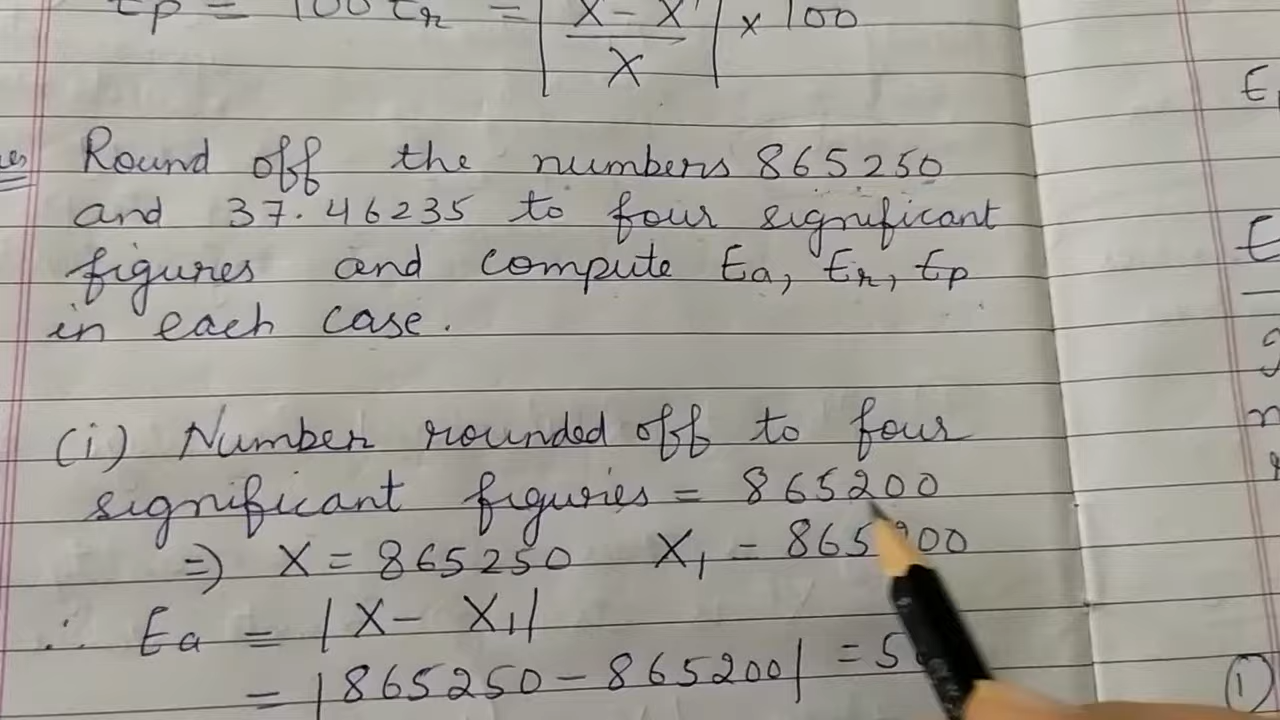 Ep = 100 Er = | X - X' / X | × 100
Round off the numbers 865250
and 37.46235 to four significant
figures and compute Ea, Er, Ep
in each case.
(i) Number rounded off to four
significant figuries = 865200
=) X = 865250 X₁ = 865200
∴ Ea = |X - X₁|
= |865250 - 865200| = 5
①